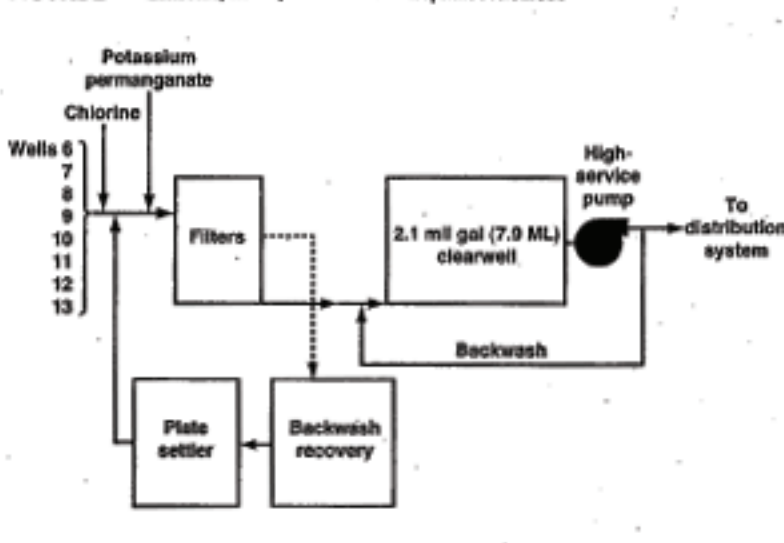 Potassium
permanganate
Chlorine
Wells 6
7
8
9
10
11
12
13
Filters
2.1 mil gal (7.9 ML)
clearwell
High-
service
pump
To
distribution
system
Backwash
Plate
settler
Backwash
recovery